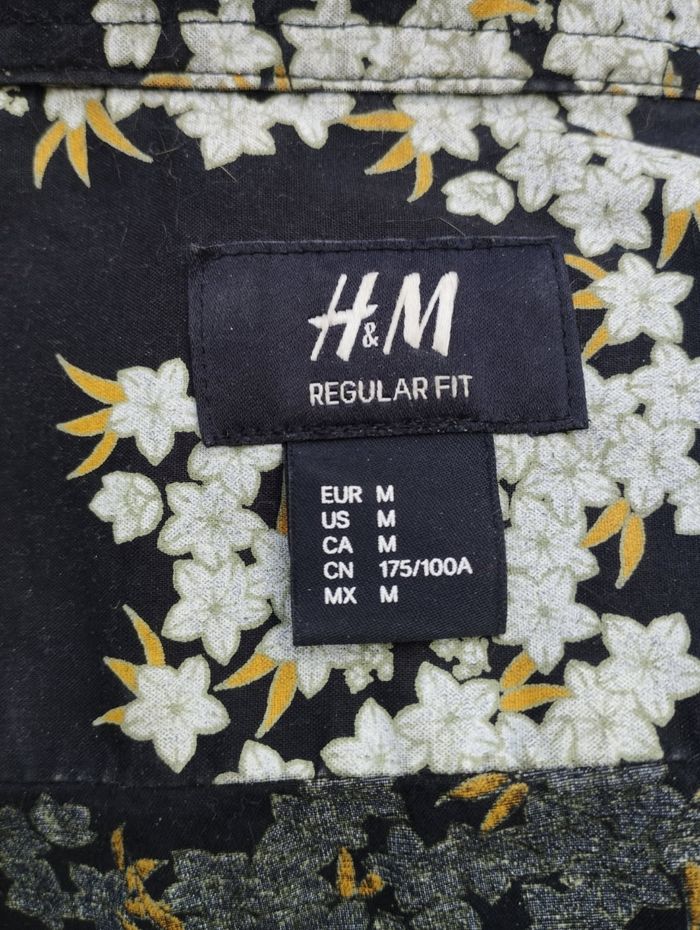 H&M
REGULAR FIT
EUR M
US M
CA M
CN 175/100A
MX M